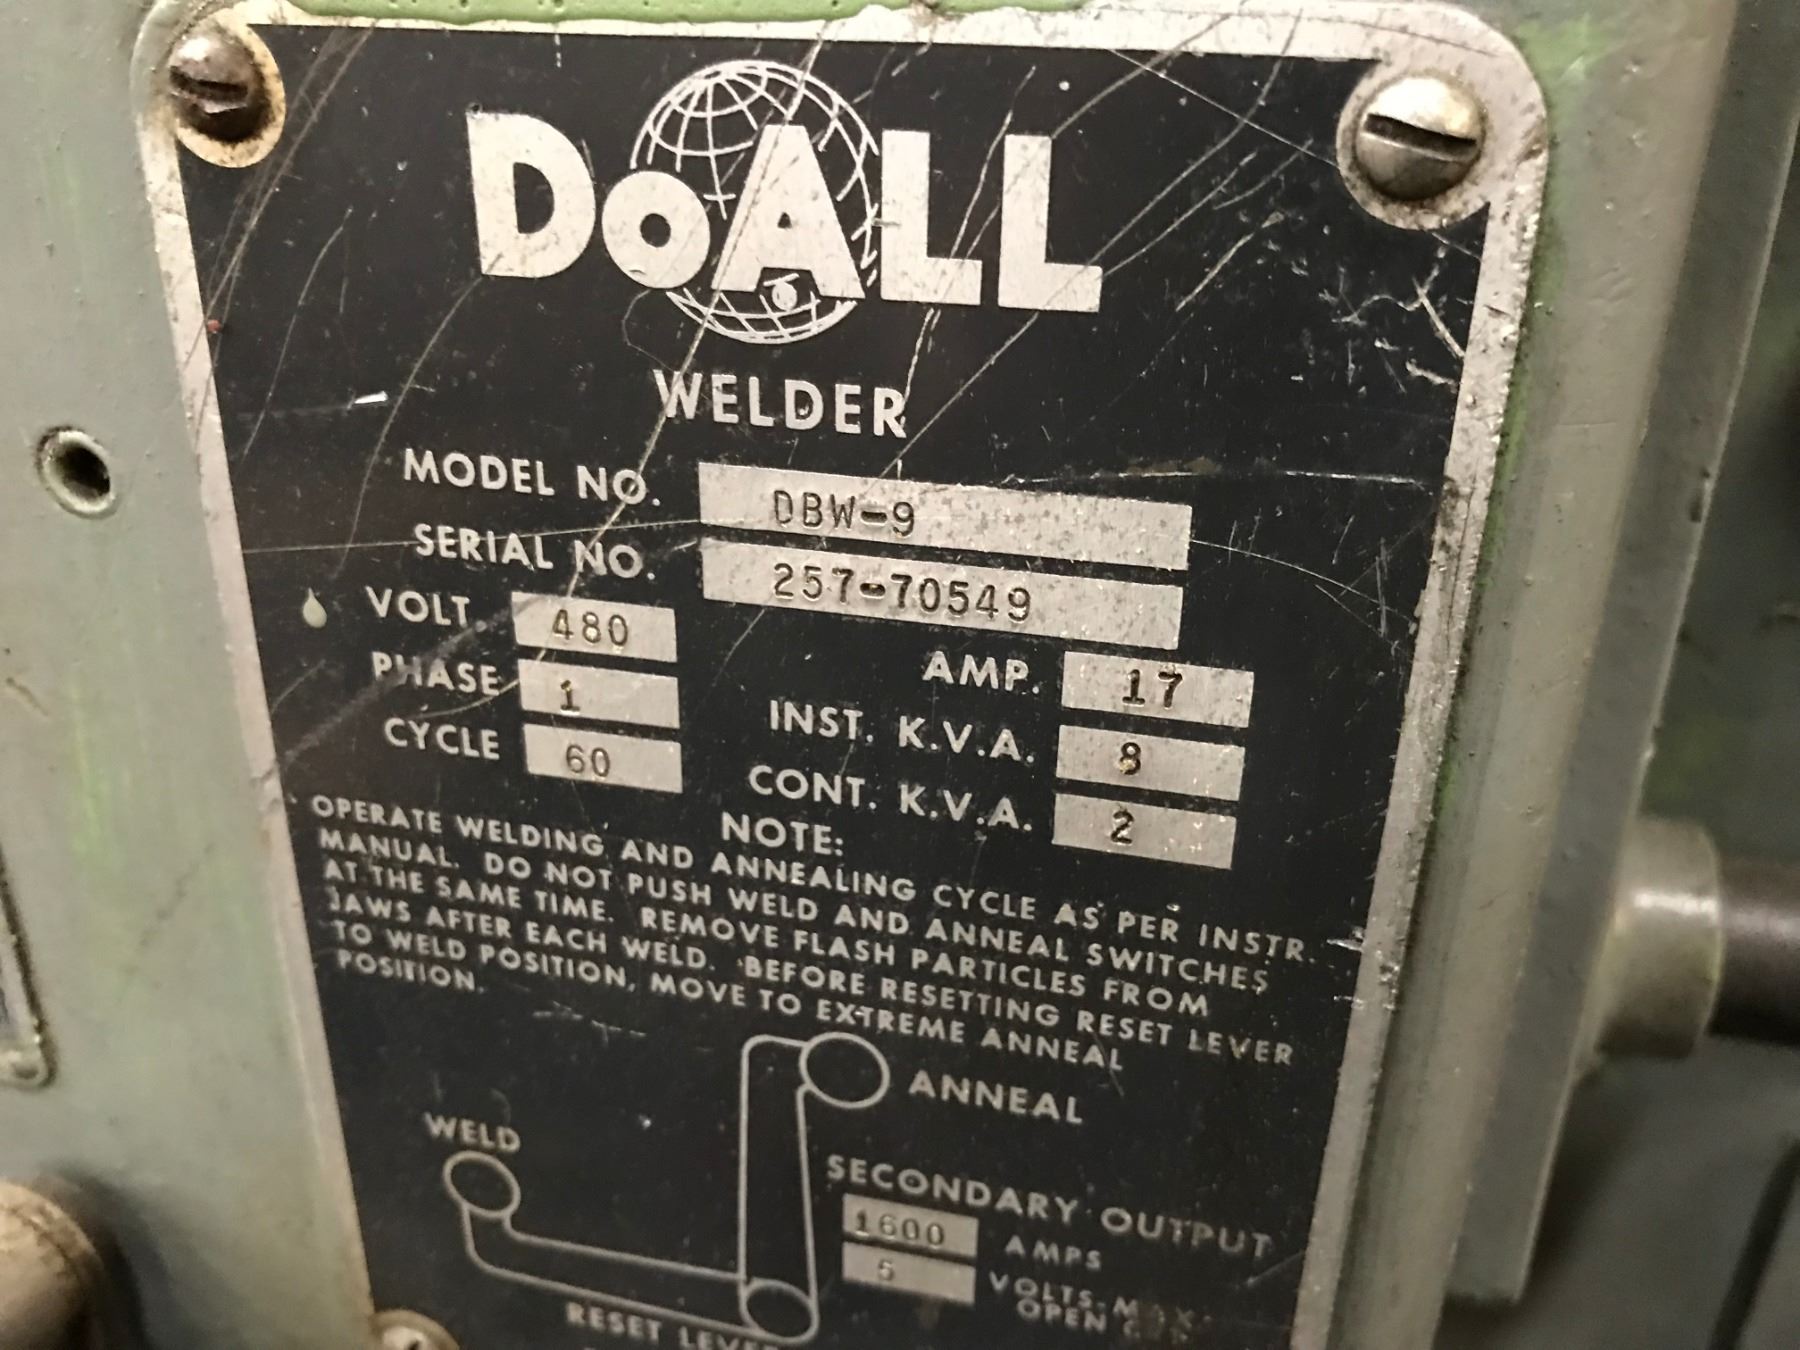 DOALL
WELDER
MODEL NO. DBW-9
SERIAL NO. 257-70549
VOLT. 480
AMP. 17
PHASE 1
INST. K.V.A. 8
CYCLE 60
CONT. K.V.A. 2
NOTE:
OPERATE WELDING AND ANNEALING CYCLE AS PER INSTR.
MANUAL. DO NOT PUSH WELD AND ANNEAL SWITCHES
AT THE SAME TIME. REMOVE FLASH PARTICLES FROM
JAWS AFTER EACH WELD. BEFORE RESETTING RESET LEVER
TO WELD POSITION, MOVE TO EXTREME ANNEAL
POSITION.
ANNEAL
WELD
SECONDARY OUTPUT
1600 AMPS
5 VOLTS-MAX.
OPEN
RESET